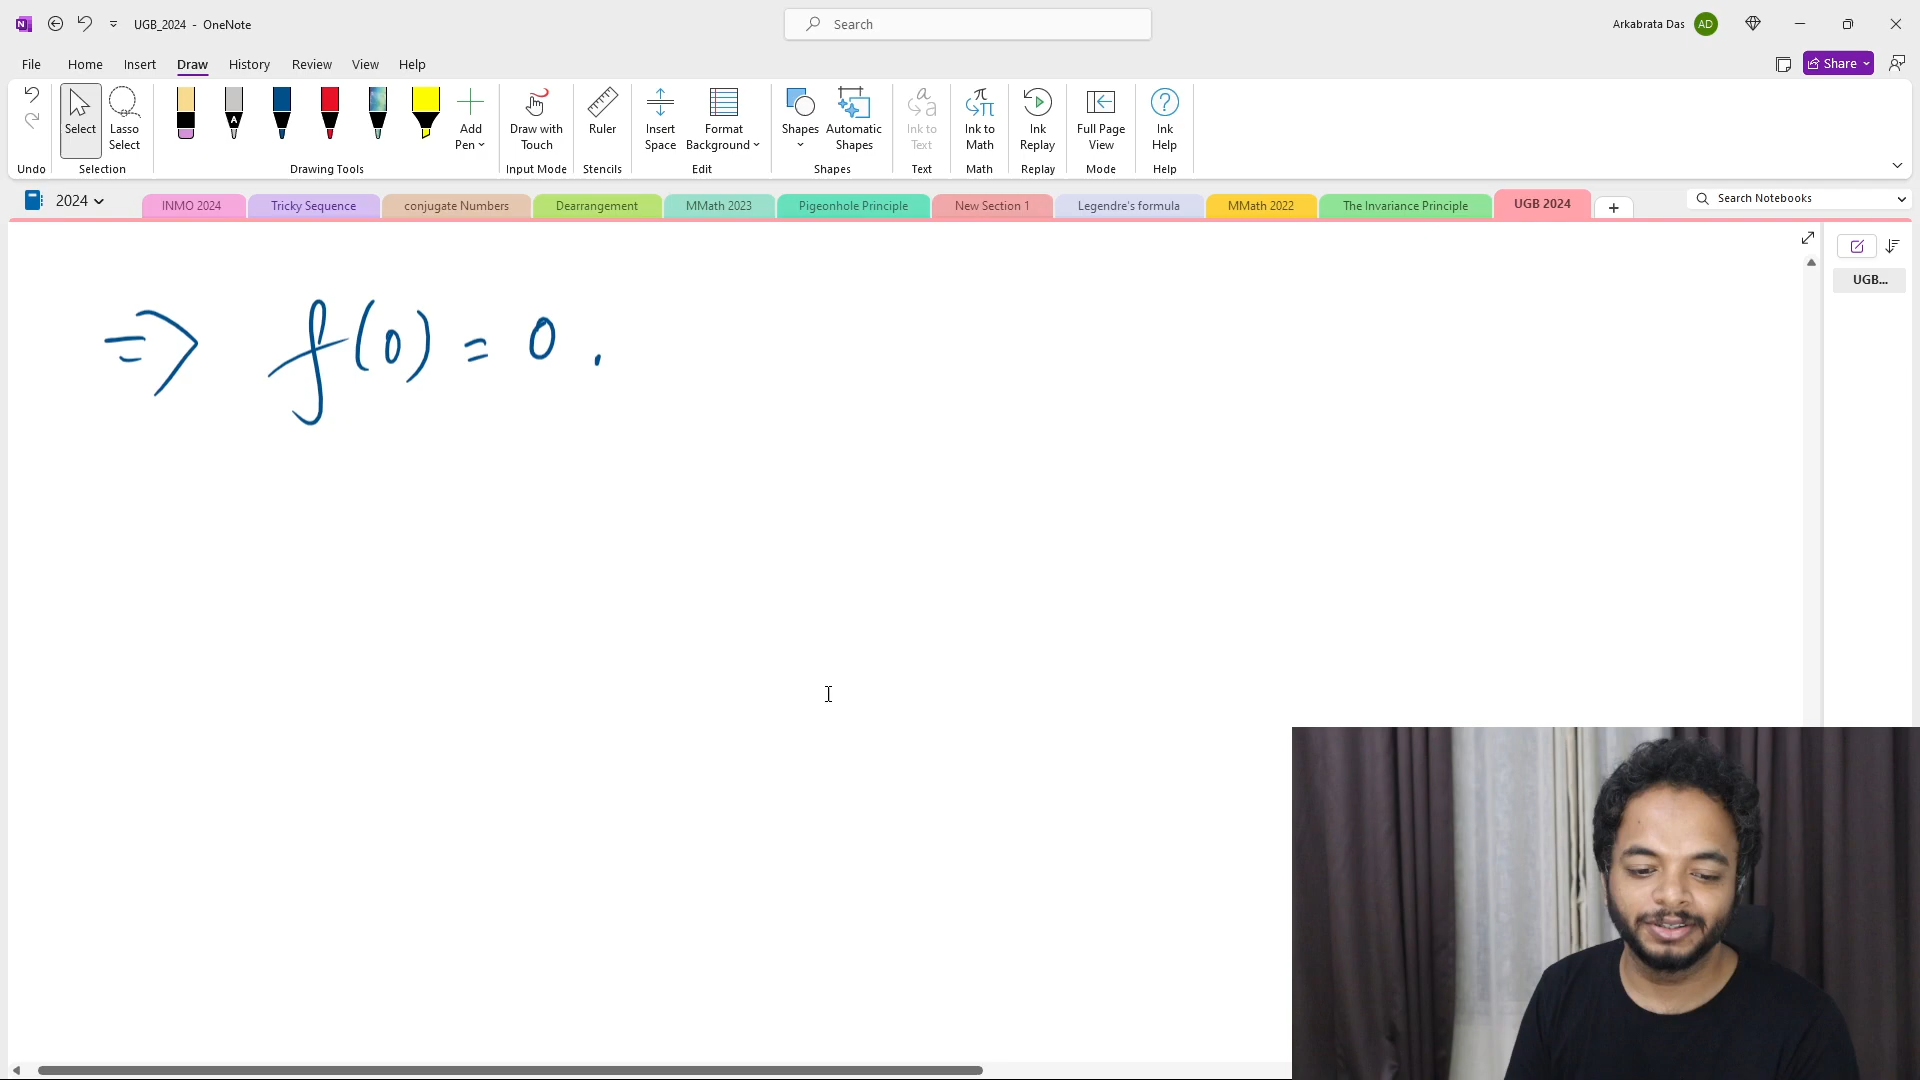 UGB_2024 - OneNote
Search
Arkabrata Das
AD
File Home Insert Draw History Review View Help
Share
Select
Lasso Select
A
Add Pen
Draw with Touch
Ruler
Insert Space
Format Background
Shapes
Automatic Shapes
Ink to Text
Ink to Math
Ink Replay
Full Page View
Ink Help
Undo Selection Drawing Tools Input Mode Stencils Edit Shapes Text Math Replay Mode Help
2024
INMO 2024
Tricky Sequence
conjugate Numbers
Dearrangement
MMath 2023
Pigeonhole Principle
New Section 1
Legendre's formula
MMath 2022
The Invariance Principle
UGB 2024
+
Search Notebooks
UGB...
=> f(0) = 0 .